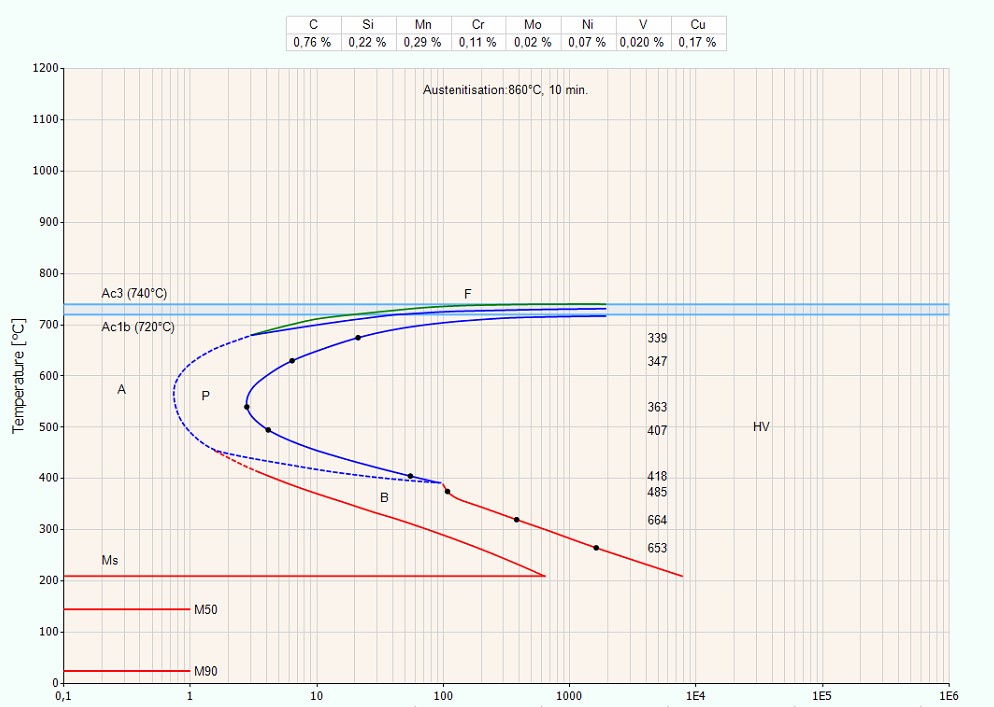 C Si Mn Cr Mo Ni V Cu
0,76 % 0,22 % 0,29 % 0,11 % 0,02 % 0,07 % 0,020 % 0,17 %
1200
Austenitisation:860°C, 10 min.
1100
1000
900
800
Ac3 (740°C)
F
700
Ac1b (720°C)
339
347
600
A
P
363
407
HV
500
418
400
485
B
664
300
653
Ms
200
M50
100
M90
0
Temperature [°C]
0,1 1 10 100 1000 1E4 1E5 1E6